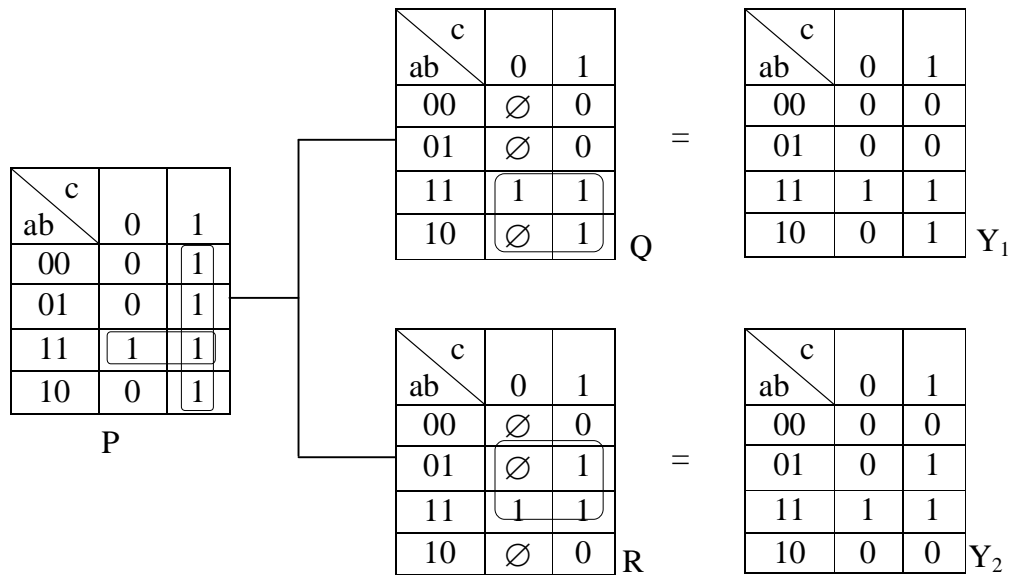 c
ab 0 1
00 0 1
01 0 1
11 1 1
10 0 1
P
c
ab 0 1
00 ∅ 0
01 ∅ 0
11 1 1
10 ∅ 1
Q
=
c
ab 0 1
00 0 0
01 0 0
11 1 1
10 0 1
Y₁
c
ab 0 1
00 ∅ 0
01 ∅ 1
11 1 1
10 ∅ 0
R
=
c
ab 0 1
00 0 0
01 0 1
11 1 1
10 0 0
Y₂